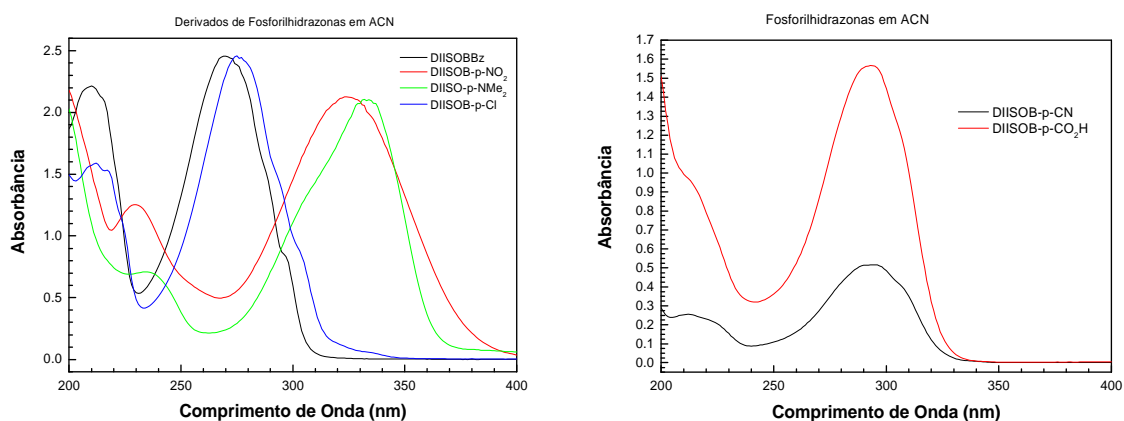 Derivados de Fosforilhidrazonas em ACN
2.5
2.0
1.5
1.0
0.5
0.0
200
250
300
350
400
Absorbância
Comprimento de Onda (nm)
DIISOBBz
DIISOB-p-NO₂
DIISO-p-NMe₂
DIISOB-p-Cl
Fosforilhidrazonas em ACN
1.7
1.6
1.5
1.4
1.3
1.2
1.1
1.0
0.9
0.8
0.7
0.6
0.5
0.4
0.3
0.2
0.1
0.0
200
250
300
350
400
Absorbância
Comprimento de Onda (nm)
DIISOB-p-CN
DIISOB-p-CO₂H